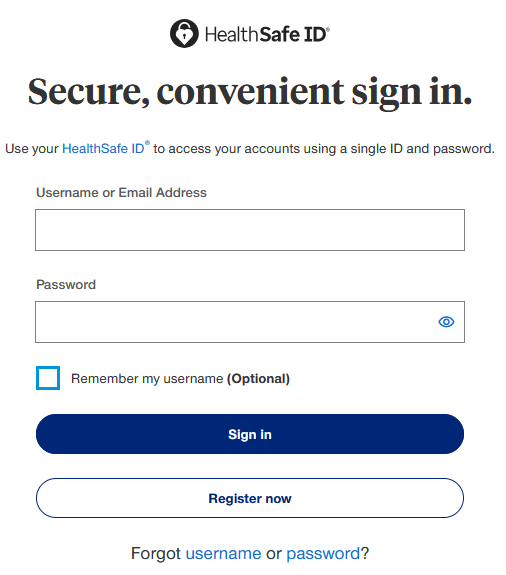 HealthSafe ID®
Secure, convenient sign in.
Use your HealthSafe ID® to access your accounts using a single ID and password.
Username or Email Address
Password
Remember my username (Optional)
Sign in
Register now
Forgot username or password?